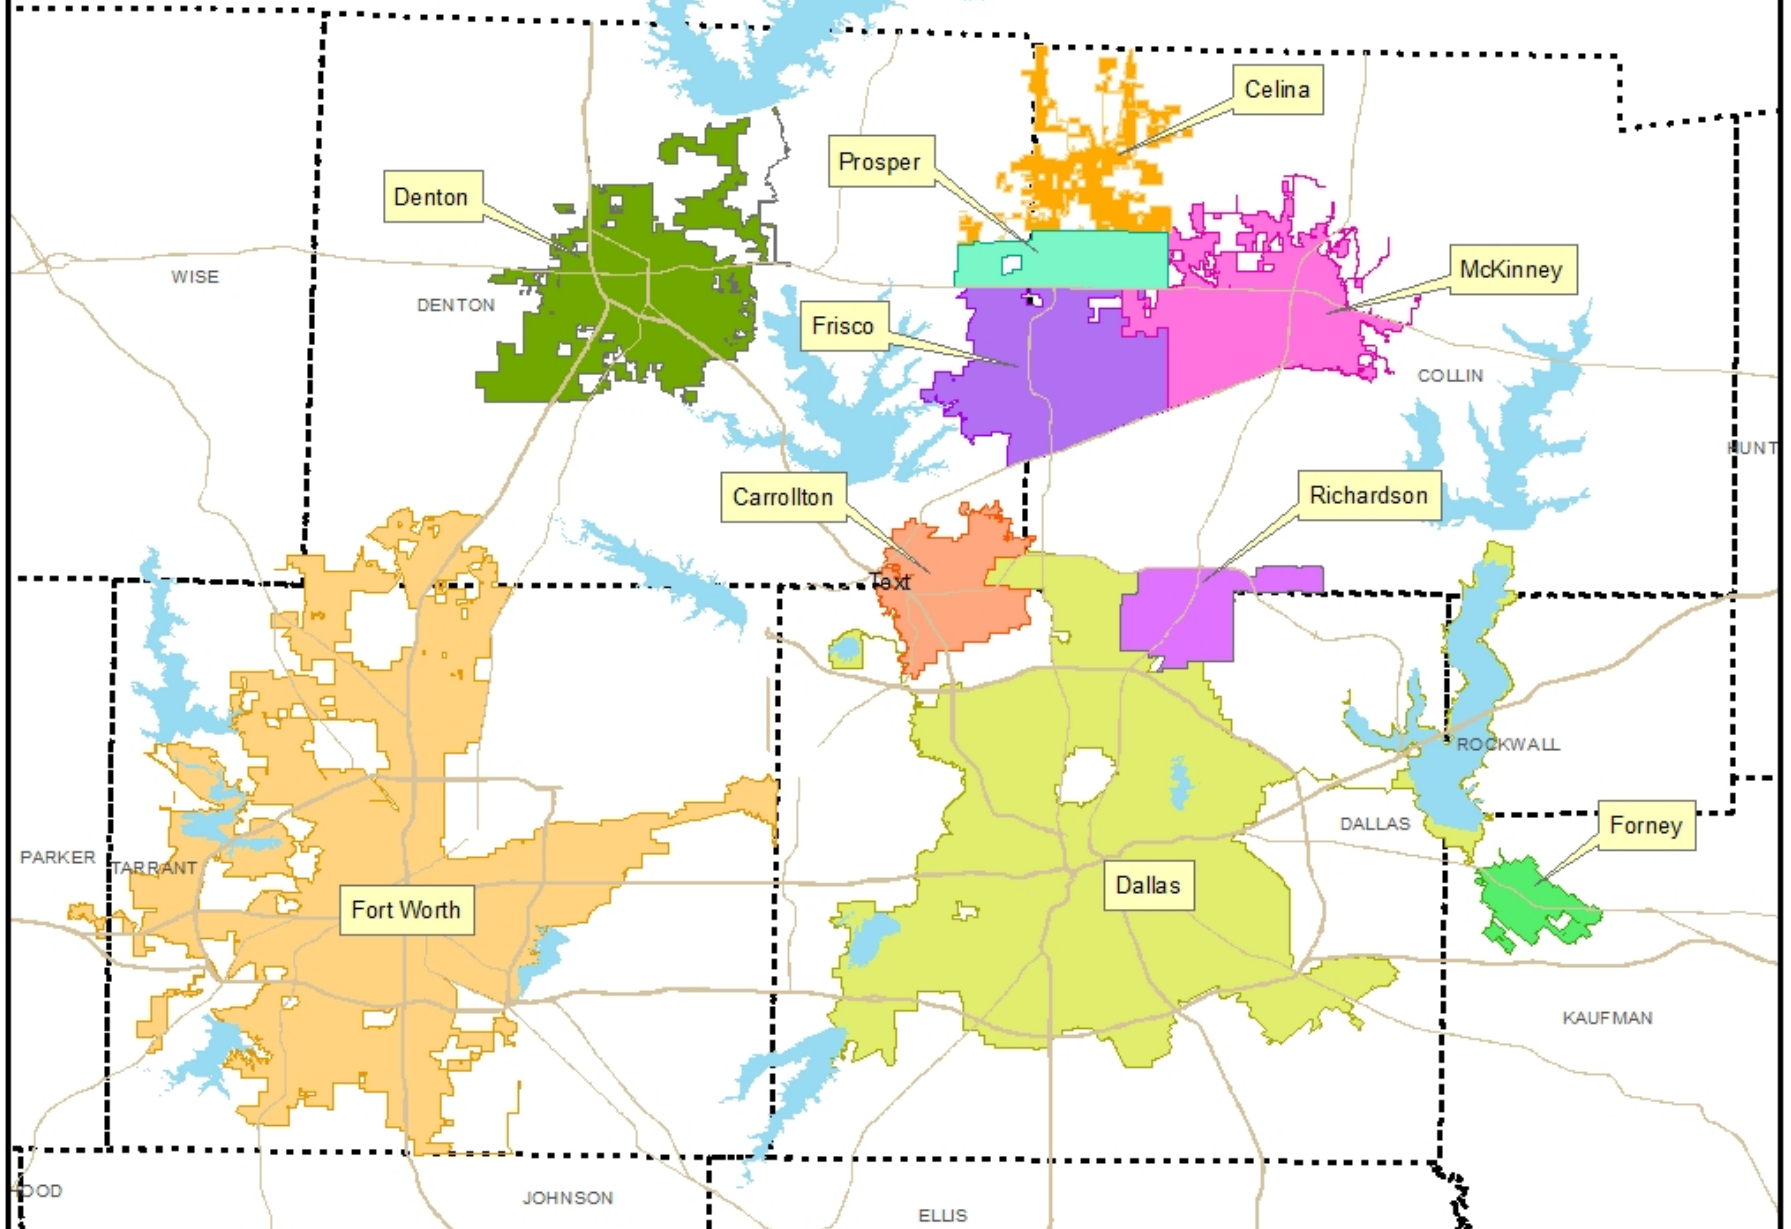 Celina
Prosper
Denton
McKinney
WISE
DENTON
Frisco
COLLIN
HUNT
Carrollton
Richardson
Text
ROCKWALL
DALLAS
Forney
PARKER
TARRANT
Dallas
Fort Worth
KAUFMAN
OOD
JOHNSON
ELLIS